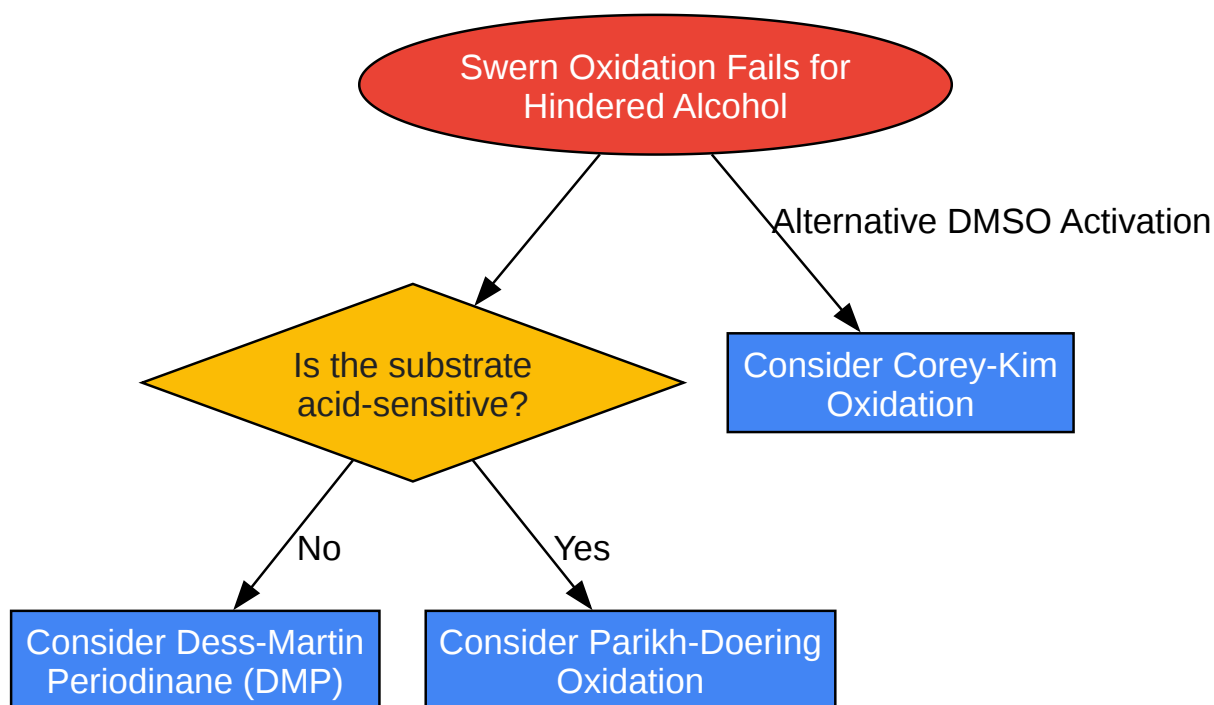 Swern Oxidation Fails for
Hindered Alcohol
Alternative DMSO Activation
Is the substrate
acid-sensitive?
Consider Corey-Kim
Oxidation
No
Yes
Consider Dess-Martin
Periodinane (DMP)
Consider Parikh-Doering
Oxidation